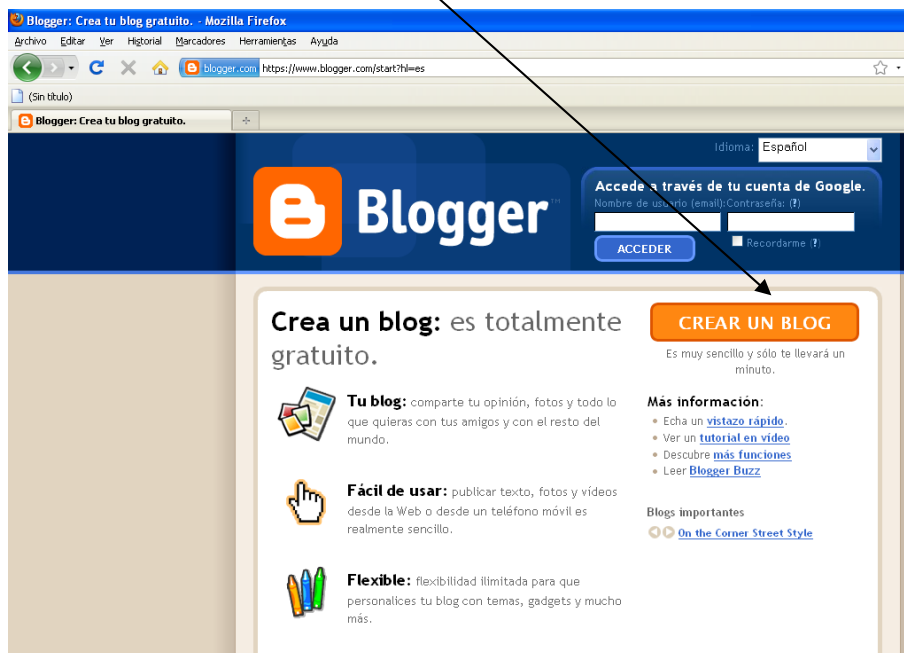 Blogger: Crea tu blog gratuito. - Mozilla Firefox
Archivo Editar Ver Historial Marcadores Herramientas Ayuda
blogger.com https://www.blogger.com/start?hl=es
(Sin título)
Blogger: Crea tu blog gratuito.
Idioma: Español
Blogger™
Accede a través de tu cuenta de Google.
Nombre de usuario (email): Contraseña: (?)
ACCEDER
Recordarme (?)
Crea un blog: es totalmente
gratuito.
CREAR UN BLOG
Es muy sencillo y sólo te llevará un
minuto.
Tu blog: comparte tu opinión, fotos y todo lo
que quieras con tus amigos y con el resto del
mundo.
Fácil de usar: publicar texto, fotos y vídeos
desde la Web o desde un teléfono móvil es
realmente sencillo.
Flexible: flexibilidad ilimitada para que
personalices tu blog con temas, gadgets y mucho
más.
Más información:
Echa un vistazo rápido.
Ver un tutorial en vídeo
Descubre más funciones
Leer Blogger Buzz
Blogs importantes
On the Corner Street Style